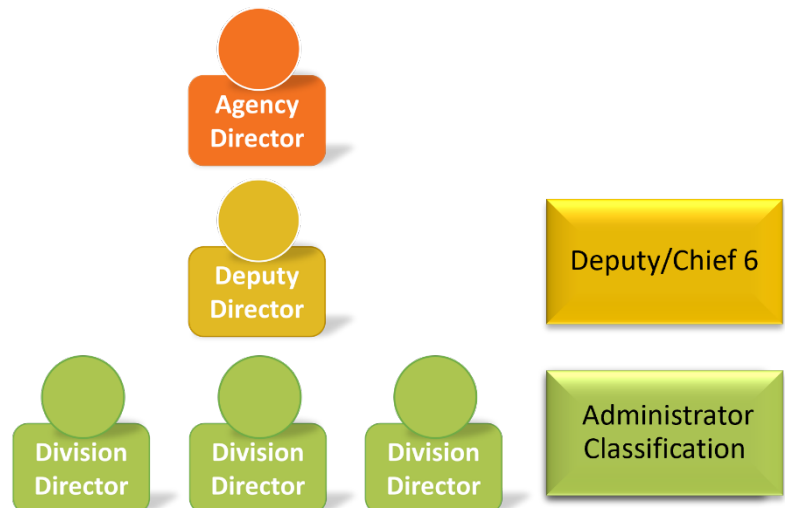 Agency
Director
Deputy
Director
Deputy/Chief 6
Division
Director
Division
Director
Division
Director
Administrator
Classification